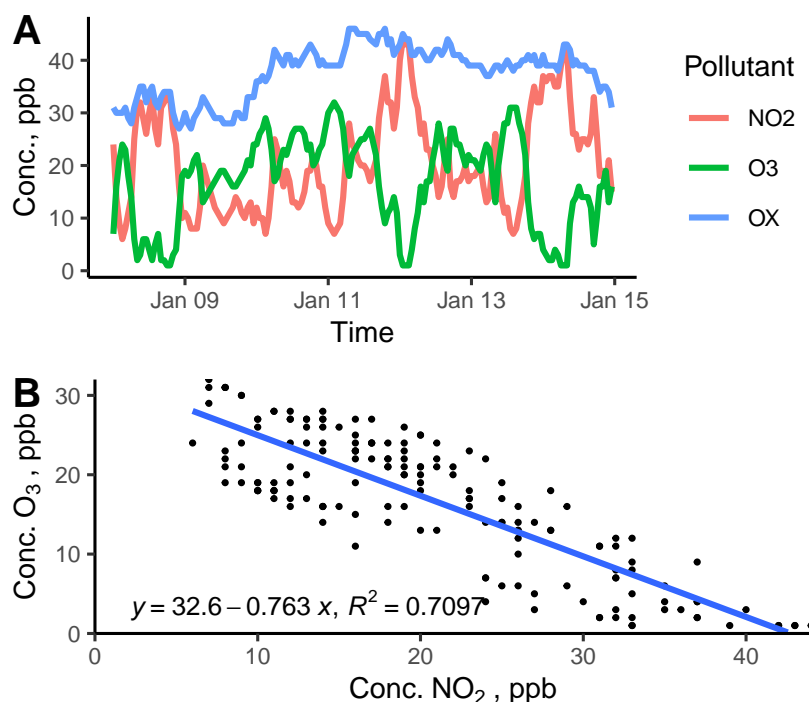 A
Conc., ppb
40
30
20
10
0
Jan 09 Jan 11 Jan 13 Jan 15
Time
Pollutant
NO2
O3
OX
B
Conc. O₃ , ppb
30
20
10
0
y = 32.6 − 0.763 x, R² = 0.7097
0 10 20 30 40
Conc. NO₂ , ppb